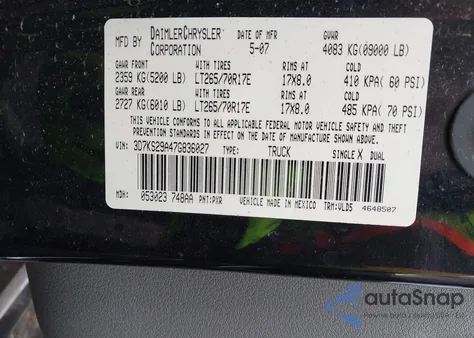 MFD BY DAIMLERCHRYSLER CORPORATION DATE OF MFR 5-07 GVWR 4083 KG(09000 LB)
GAWR FRONT WITH TIRES RIMS AT COLD
2359 KG(5200 LB) LT265/70R17E 17X8.0 410 KPA( 60 PSI)
GAWR REAR WITH TIRES RIMS AT COLD
2727 KG(6010 LB) LT265/70R17E 17X8.0 485 KPA( 70 PSI)
THIS VEHICLE CONFORMS TO ALL APPLICABLE FEDERAL MOTOR VEHICLE SAFETY AND
THEFT PREVENTION STANDARDS IN EFFECT ON THE DATE OF MANUFACTURE SHOWN ABOVE.
VIN: 3D7KS29A47G836027 TYPE: TRUCK SINGLE X DUAL
MDH: 053023 748AA PNT:PXR VEHICLE MADE IN MEXICO TRM:VLD5 4648507
autaSnap